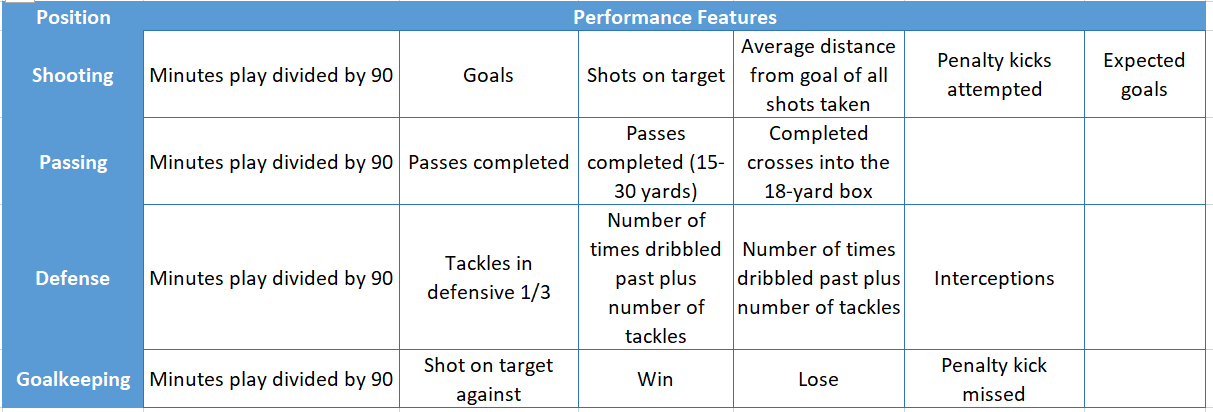 Position Performance Features
Shooting Minutes play divided by 90 Goals Shots on target Average distance from goal of all shots taken Penalty kicks attempted Expected goals
Passing Minutes play divided by 90 Passes completed Passes completed (15-30 yards) Completed crosses into the 18-yard box
Defense Minutes play divided by 90 Tackles in defensive 1/3 Number of times dribbled past plus number of tackles Number of times dribbled past plus number of tackles Interceptions
Goalkeeping Minutes play divided by 90 Shot on target against Win Lose Penalty kick missed